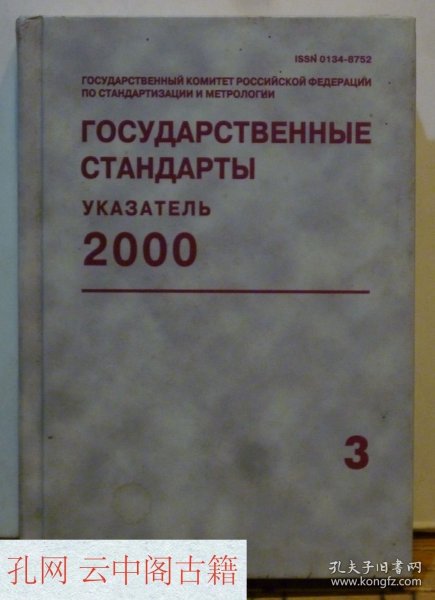 ISSN 0134-8752
ГОСУДАРСТВЕННЫЙ КОМИТЕТ РОССИЙСКОЙ ФЕДЕРАЦИИ
ПО СТАНДАРТИЗАЦИИ И МЕТРОЛОГИИ
ГОСУДАРСТВЕННЫЕ
СТАНДАРТЫ
УКАЗАТЕЛЬ
2000
3
孔网 云中阁古籍
孔夫子旧书网
www.kongfz.com